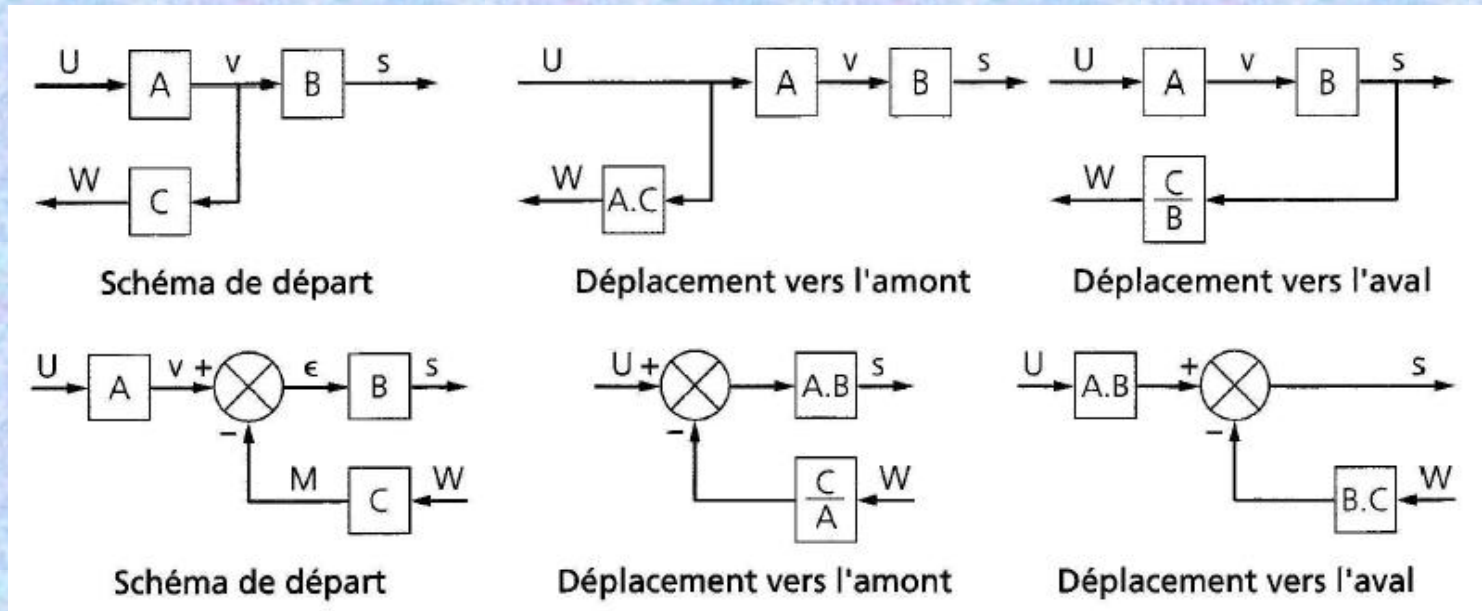 U A v B s
W C
Schéma de départ
U A v B s
W A.C
Déplacement vers l'amont
U A v B s
W C/B
Déplacement vers l'aval
U A v + ϵ B s
- M C W
Schéma de départ
U + A.B s
- C/A W
Déplacement vers l'amont
U A.B + s
- B.C W
Déplacement vers l'aval